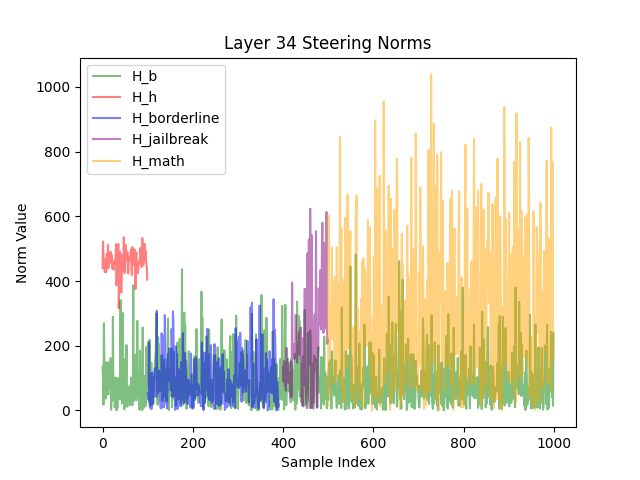 Layer 34 Steering Norms
H_b
H_h
H_borderline
H_jailbreak
H_math
1000
800
600
400
200
0
Norm Value
0 200 400 600 800 1000
Sample Index